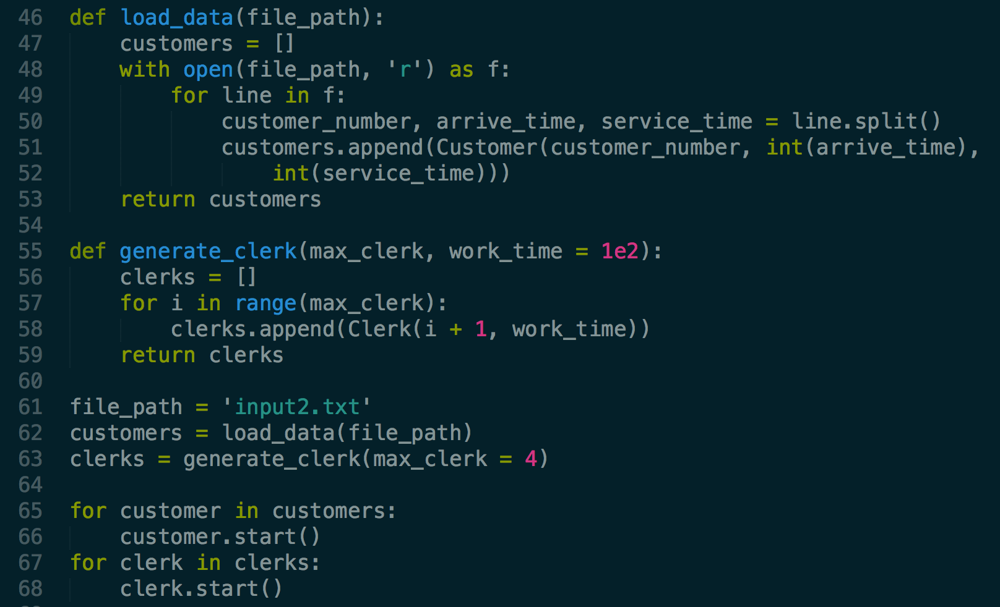 46 def load_data(file_path):
47     customers = []
48     with open(file_path, 'r') as f:
49         for line in f:
50             customer_number, arrive_time, service_time = line.split()
51             customers.append(Customer(customer_number, int(arrive_time),
52                 int(service_time)))
53     return customers
54
55 def generate_clerk(max_clerk, work_time = 1e2):
56     clerks = []
57     for i in range(max_clerk):
58         clerks.append(Clerk(i + 1, work_time))
59     return clerks
60
61 file_path = 'input2.txt'
62 customers = load_data(file_path)
63 clerks = generate_clerk(max_clerk = 4)
64
65 for customer in customers:
66     customer.start()
67 for clerk in clerks:
68     clerk.start()